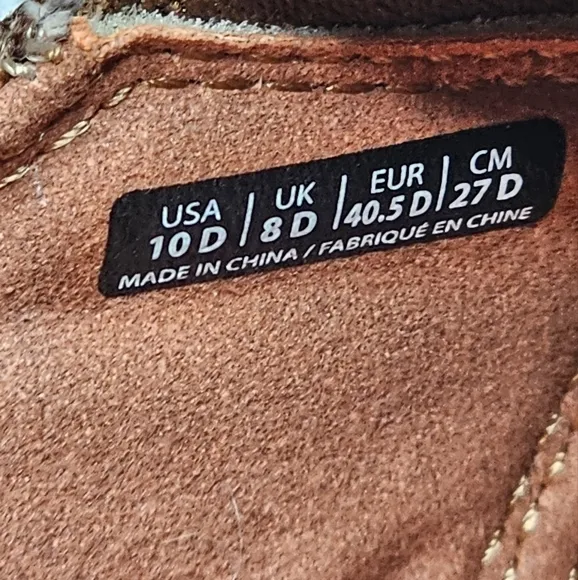 USA | UK | EUR | CM
10 D | 8 D | 40.5 D | 27 D
MADE IN CHINA / FABRIQUÉ EN CHINE